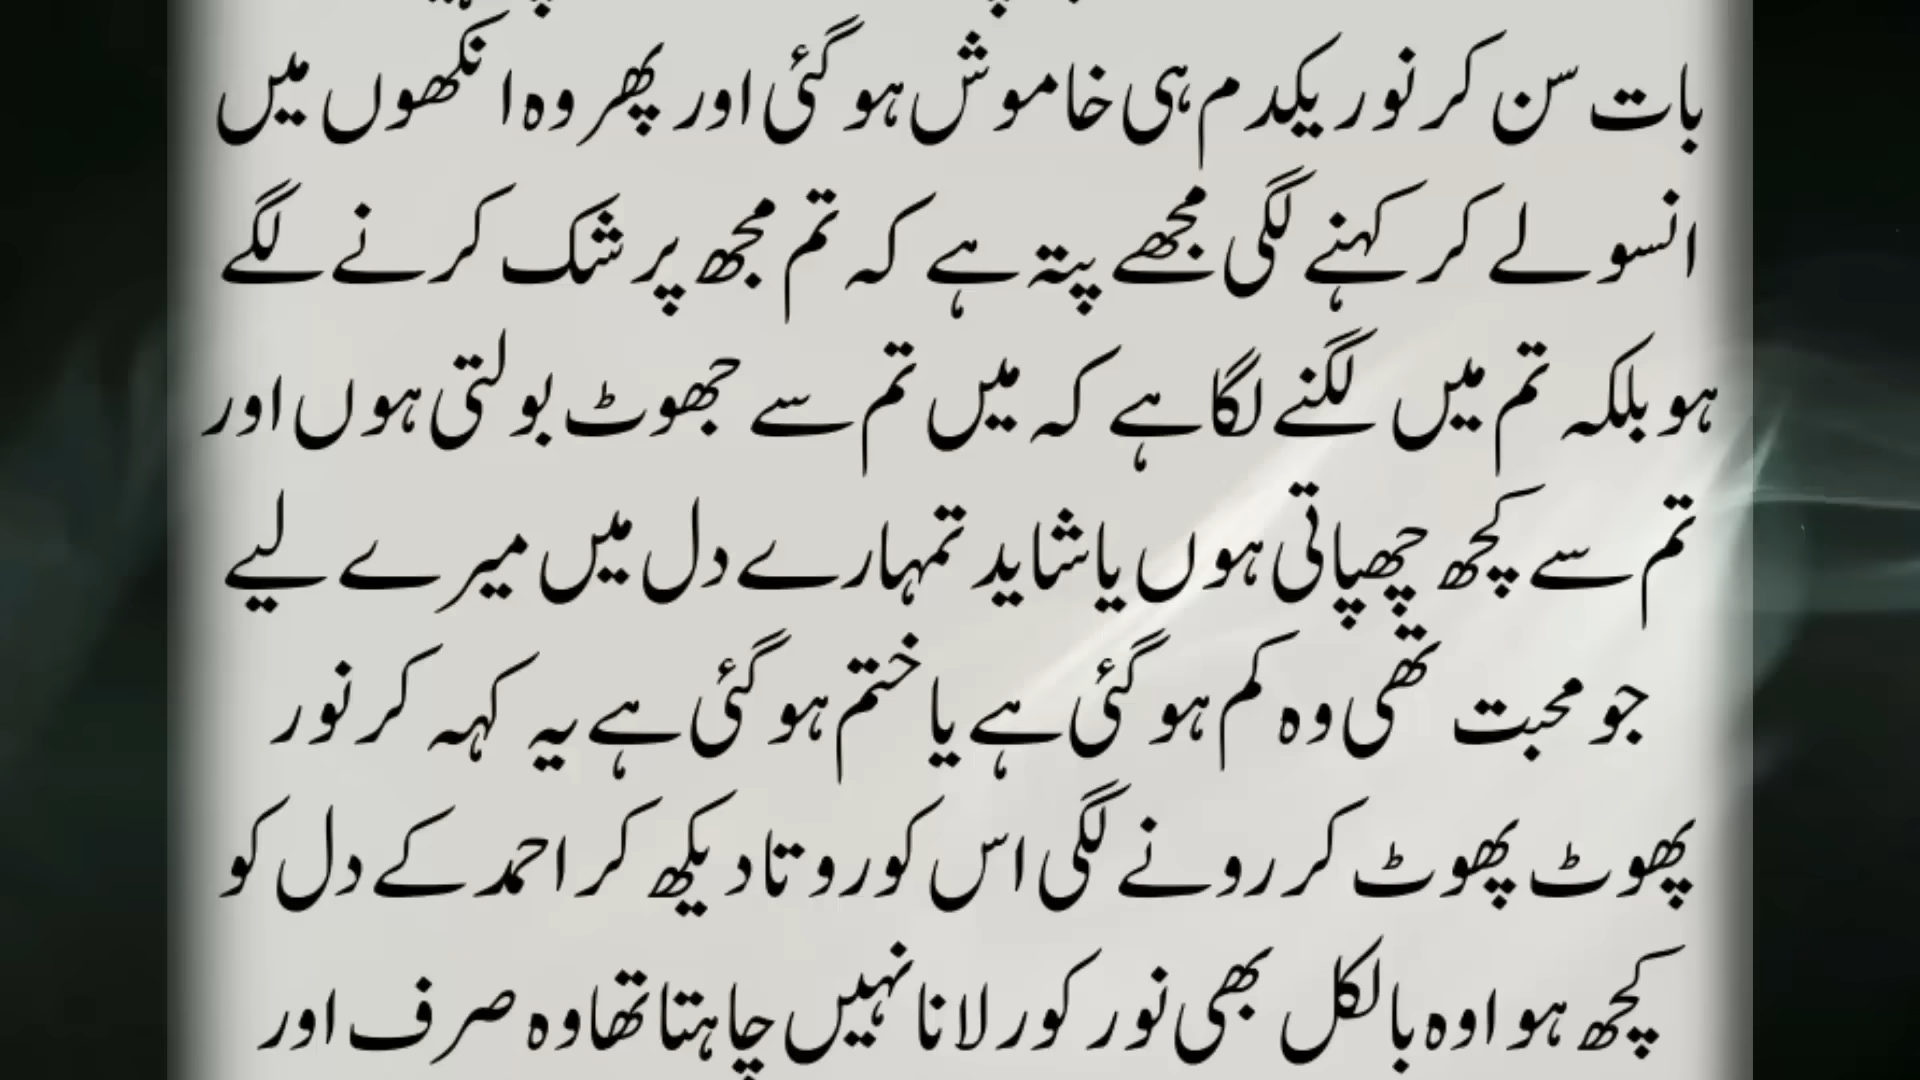 بات سن کر نور یکدم ہی خاموش ہو گئی اور پھر وہ انکھوں میں
انسو لے کر کہنے لگی مجھے پتہ ہے کہ تم مجھ پر شک کرنے لگے
ہو بلکہ تم میں لگنے لگا ہے کہ میں تم سے جھوٹ بولتی ہوں اور
تم سے کچھ چھپاتی ہوں یا شاید تمہارے دل میں میرے لیے
جو محبت تھی وہ کم ہو گئی ہے یا ختم ہو گئی ہے یہ کہہ کر نور
پھوٹ پھوٹ کر رونے لگی اس کو روتا دیکھ کر احمد کے دل کو
کچھ ہوا وہ بالکل بھی نور کو رلانا نہیں چاہتا تھا وہ صرف اور